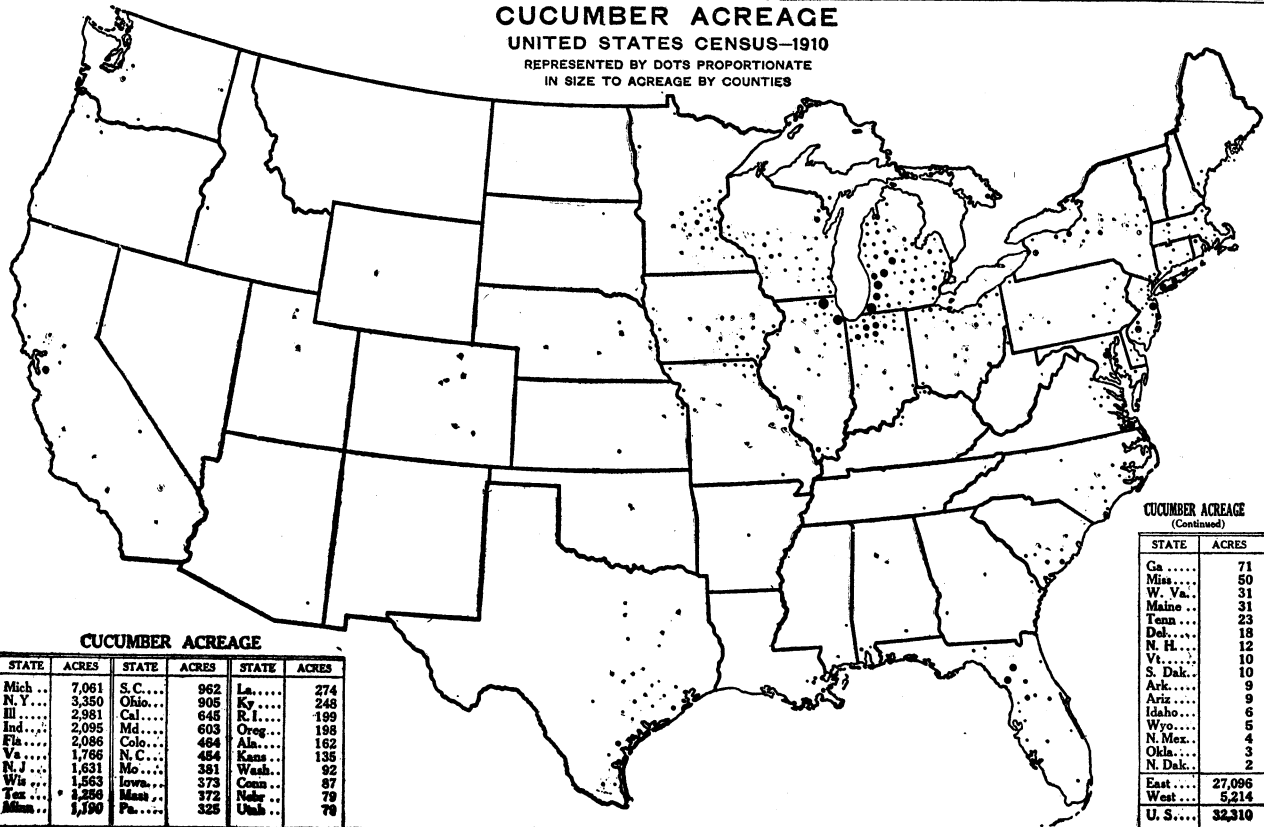 CUCUMBER ACREAGE
UNITED STATES CENSUS—1910
REPRESENTED BY DOTS PROPORTIONATE
IN SIZE TO ACREAGE BY COUNTIES
CUCUMBER ACREAGE
STATE ACRES STATE ACRES STATE ACRES
Mich .. 7,061 S. C.... 962 La..... 274
N. Y... 3,350 Ohio... 905 Ky .... 248
Ill ..... 2,981 Cal.... 645 R. I.... 199
Ind.... 2,095 Md.... 603 Oreg... 198
Fla.... 2,086 Colo... 464 Ala.... 162
Va .... 1,766 N. C... 454 Kans .. 135
N. J... 1,631 Mo .... 381 Wash.. 92
Wis ... 1,563 Iowa... 373 Conn .. 87
Tex ... 1,256 Mass .. 372 Nebr .. 79
Minn.. 1,190 Pa..... 325 Utah .. 79
CUCUMBER ACREAGE
(Continued)
STATE ACRES
Ga ..... 71
Miss.... 50
W. Va.. 31
Maine .. 31
Tenn ... 23
Del..... 18
N. H.... 12
Vt...... 10
S. Dak.. 10
Ark..... 9
Ariz ... 9
Idaho... 6
Wyo.... 5
N. Mex.. 4
Okla.... 3
N. Dak.. 2
East.... 27,096
West ... 5,214
U. S.... 32,310